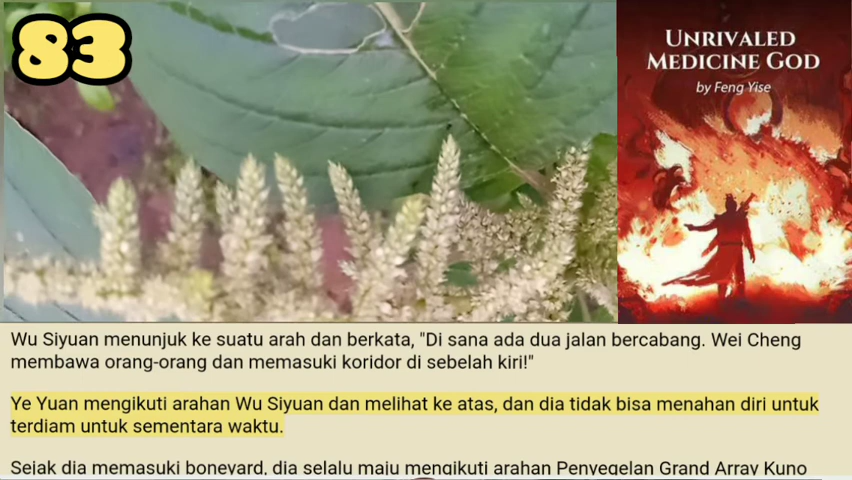 83
UNRIVALED
MEDICINE GOD
by Feng Yise
Wu Siyuan menunjuk ke suatu arah dan berkata, "Di sana ada dua jalan bercabang. Wei Cheng
membawa orang-orang dan memasuki koridor di sebelah kiri!"
Ye Yuan mengikuti arahan Wu Siyuan dan melihat ke atas, dan dia tidak bisa menahan diri untuk
terdiam untuk sementara waktu.
Sejak dia memasuki boneyard, dia selalu maju mengikuti arahan Penyegelan Grand Array Kuno